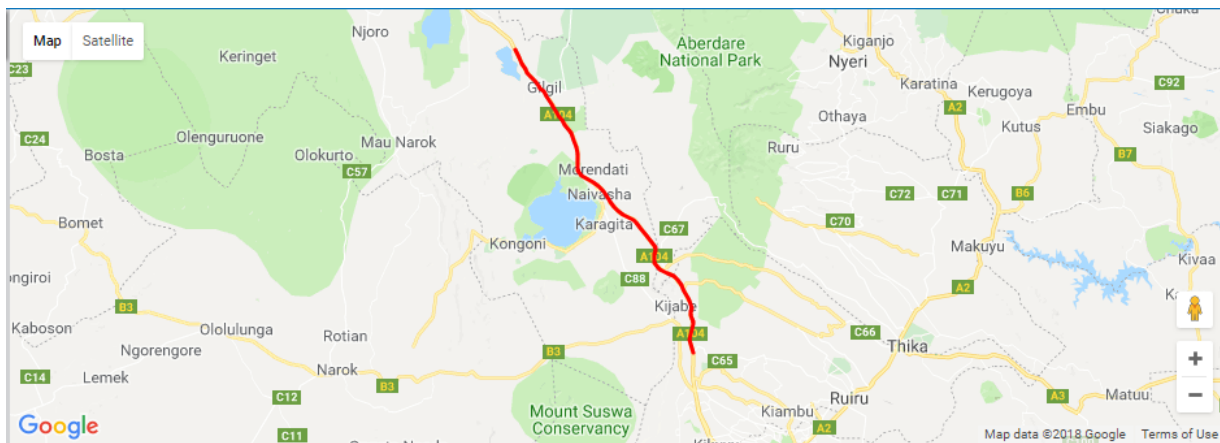 Map
Satellite
Njoro
Keringet
C23
Aberdare
National Park
Kiganjo
Nyeri
Karatina
Kerugoya
C92
A2
Embu
Gilgil
A104
Othaya
Kutus
Siakago
C24
Olenguruone
Mau Narok
Bosta
Olokurto
C57
Ruru
B7
Morendati
Naivasha
C72
C71
B6
Bomet
Karagita
C67
C70
Kongoni
Makuyu
A104
Kivaa
ongiroi
C88
A2
B3
Kijabe
Kaboson
Ololulunga
Rotian
A104
C66
Thika
Ngorengore
B3
C65
C14
Lemek
Narok
B3
C12
A3
Matuu
Ruiru
Mount Suswa
Conservancy
Kiambu
A2
C11
Google
Map data ©2018 Google
Terms of Use